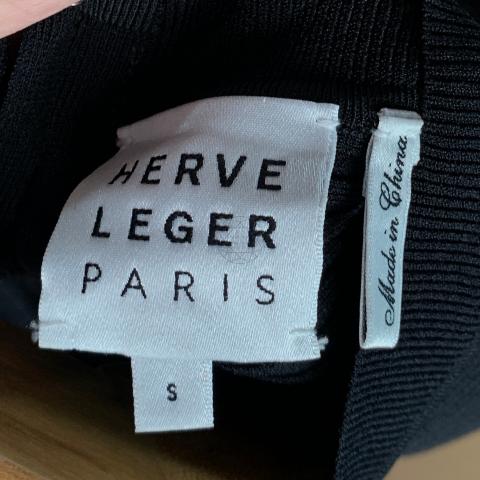 HERVE
LEGER
PARIS
S
Made in China